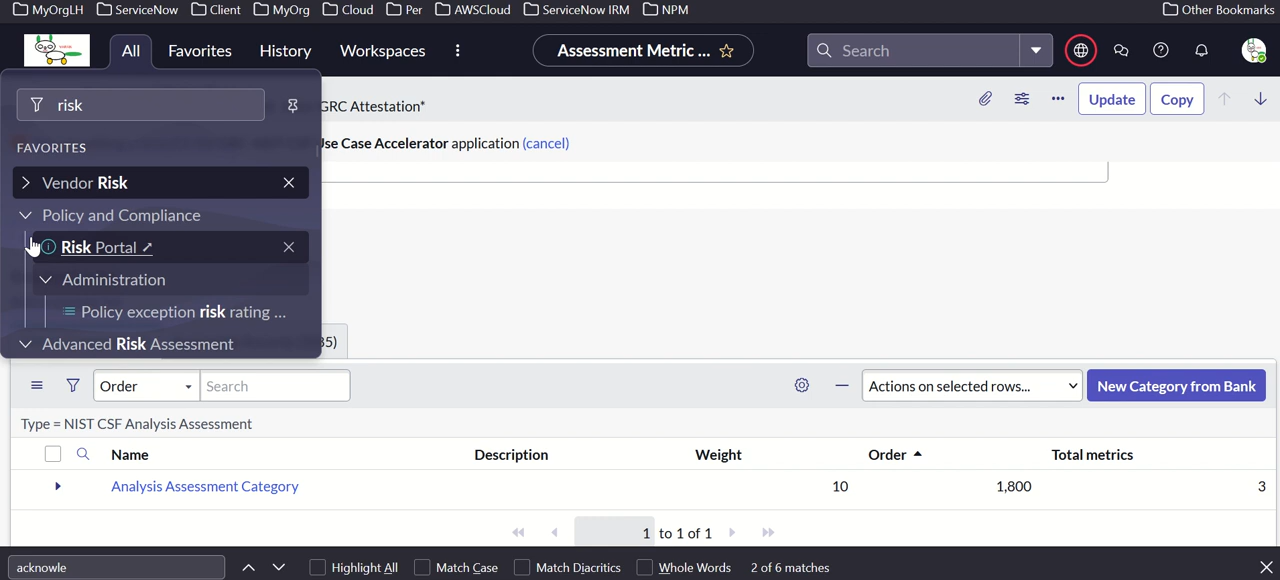 MyOrgLH ServiceNow Client MyOrg Cloud Per AWSCloud ServiceNow IRM NPM Other Bookmarks
All Favorites History Workspaces Assessment Metric ... Search
risk
GRC Attestation*
Update Copy
FAVORITES
Use Case Accelerator application (cancel)
Vendor Risk
Policy and Compliance
Risk Portal ↗
Administration
Policy exception risk rating ...
Advanced Risk Assessment
35)
Order Search Actions on selected rows... New Category from Bank
Type = NIST CSF Analysis Assessment
Name Description Weight Order Total metrics
Analysis Assessment Category 10 1,800 3
1 to 1 of 1
acknowle Highlight All Match Case Match Diacritics Whole Words 2 of 6 matches